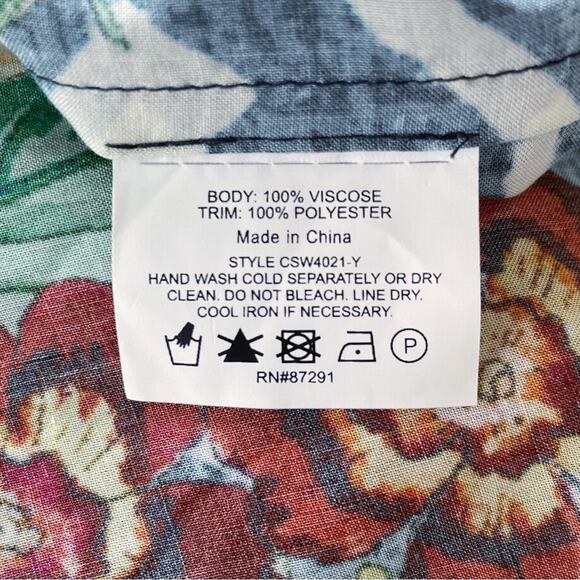 BODY: 100% VISCOSE
TRIM: 100% POLYESTER
Made in China
STYLE CSW4021-Y
HAND WASH COLD SEPARATELY OR DRY
CLEAN. DO NOT BLEACH. LINE DRY.
COOL IRON IF NECESSARY.
P
RN#87291